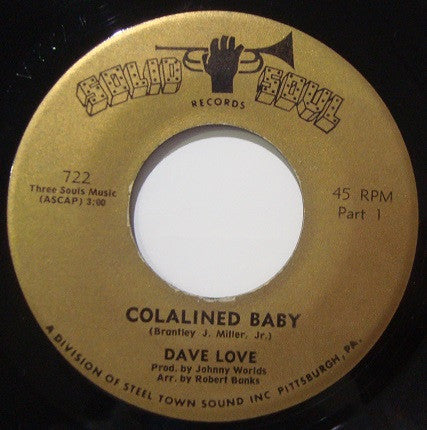 SOLID SOUL
RECORDS
722
Three Souls Music
(ASCAP) 3:00
45 RPM
Part 1
COLALINED BABY
(Brantley J. Miller, Jr.)
DAVE LOVE
Prod. by Johnny Worlds
Arr. by Robert Banks
A DIVISION OF STEEL TOWN SOUND INC PITTSBURGH, PA.